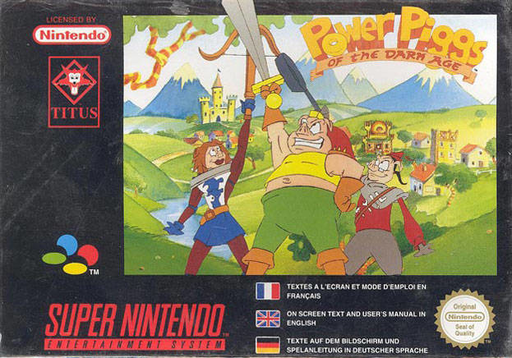 LICENSED BY
Nintendo
TITUS
Power Piggs
OF THE DARK AGE
TM
SUPER NINTENDO
ENTERTAINMENT SYSTEM
TEXTES A L'ECRAN ET MODE D'EMPLOI EN
FRANÇAIS
ON SCREEN TEXT AND USER'S MANUAL IN
ENGLISH
TEXTE AUF DEM BILDSCHIRM UND
SPIELANLEITUNG IN DEUTSCHER SPRACHE
Original
Nintendo
Seal of
Quality